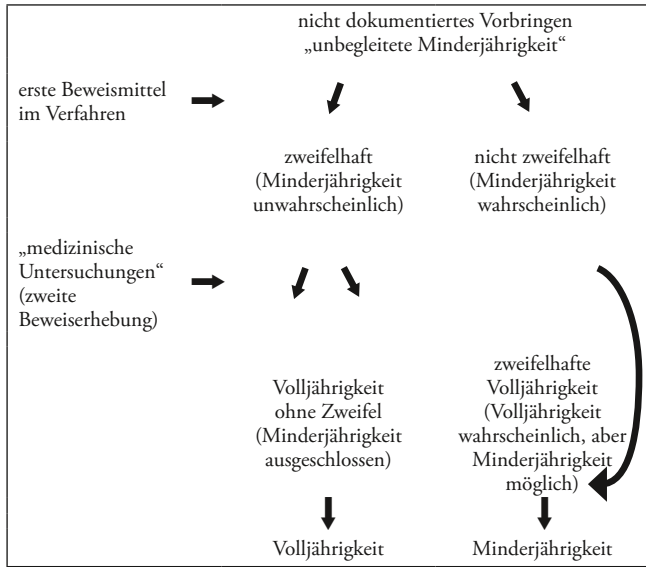 nicht dokumentiertes Vorbringen
„unbegleitete Minderjährigkeit“
erste Beweismittel
im Verfahren
zweifelhaft
(Minderjährigkeit
unwahrscheinlich)
nicht zweifelhaft
(Minderjährigkeit
wahrscheinlich)
„medizinische
Untersuchungen“
(zweite
Beweiserhebung)
Volljährigkeit
ohne Zweifel
(Minderjährigkeit
ausgeschlossen)
zweifelhafte
Volljährigkeit
(Volljährigkeit
wahrscheinlich, aber
Minderjährigkeit
möglich)
Volljährigkeit
Minderjährigkeit